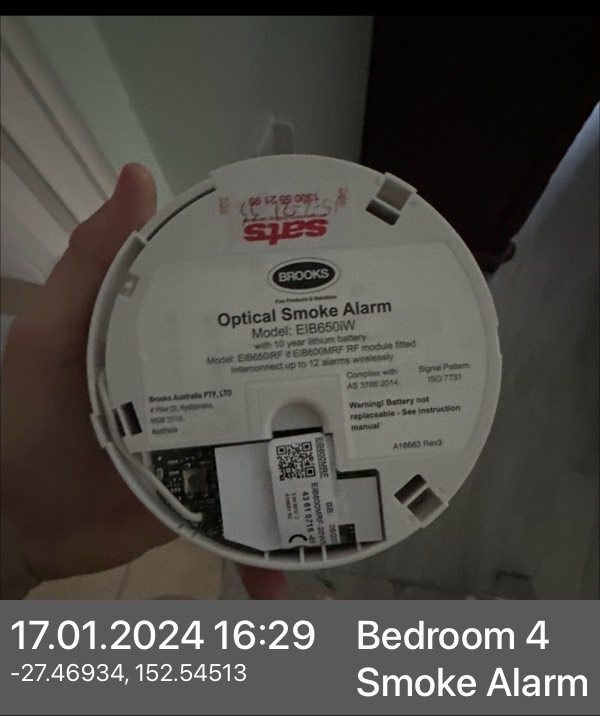 sats
1300 55 21 99
BROOKS
Fire Products & Solutions
Optical Smoke Alarm
Model: EIB650iW
with 10 year lithium battery
Model: EIB650iRF if EIB600MRF RF module fitted
Interconnect up to 12 alarms wirelessly
Complies with
AS 3786:2014
Signal Pattern
ISO 7731
Brooks Australia PTY, LTD
4 Pike St, Rydalmere,
NSW 2116,
Australia
Warning! Battery not
replaceable - See instruction
manual
A18663 Rev3
EIB600MRF
BB:
17.01.2024 16:29
-27.46934, 152.54513
Bedroom 4
Smoke Alarm